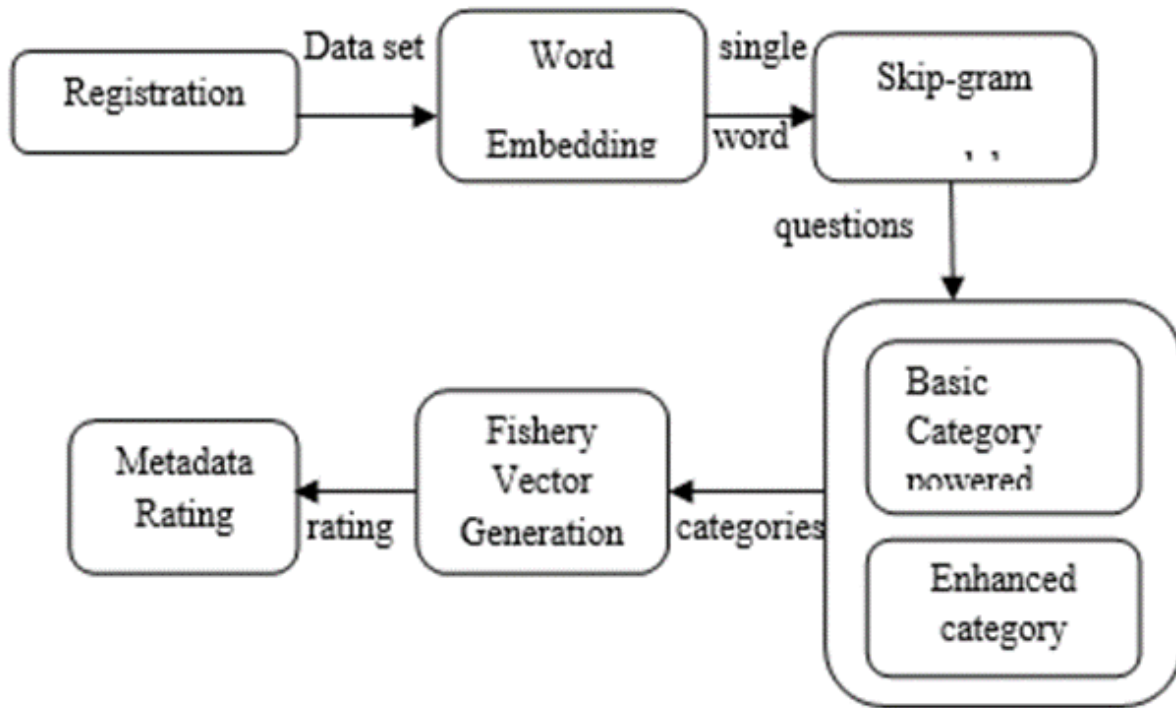 Registration
Data set
Word
Embedding
single
word
Skip-gram
questions
Basic
Category
powered
Enhanced
category
categories
Fishery
Vector
Generation
rating
Metadata
Rating